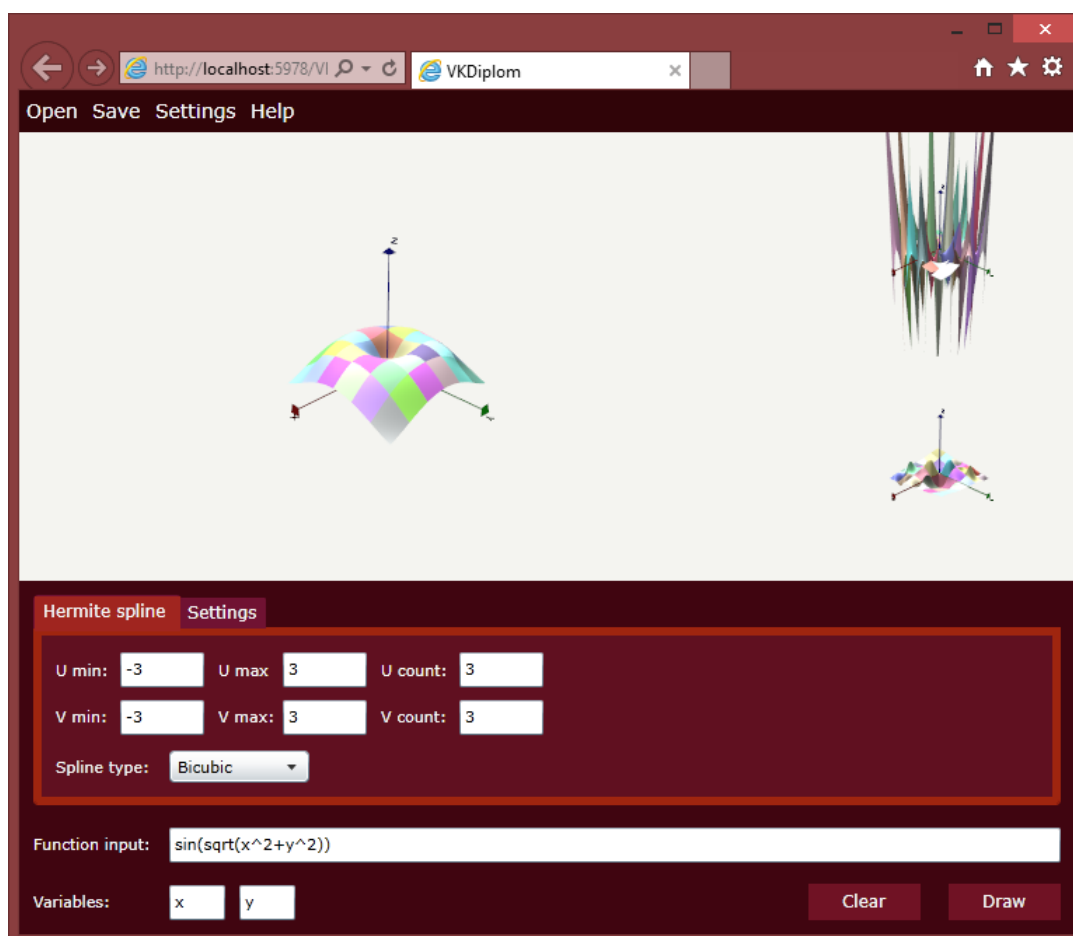 http://localhost:5978/VI
VKDiplom
Open Save Settings Help
z
z
z
Hermite spline Settings
U min: -3 U max 3 U count: 3
V min: -3 V max: 3 V count: 3
Spline type: Bicubic
Function input: sin(sqrt(x^2+y^2))
Variables: x y Clear Draw